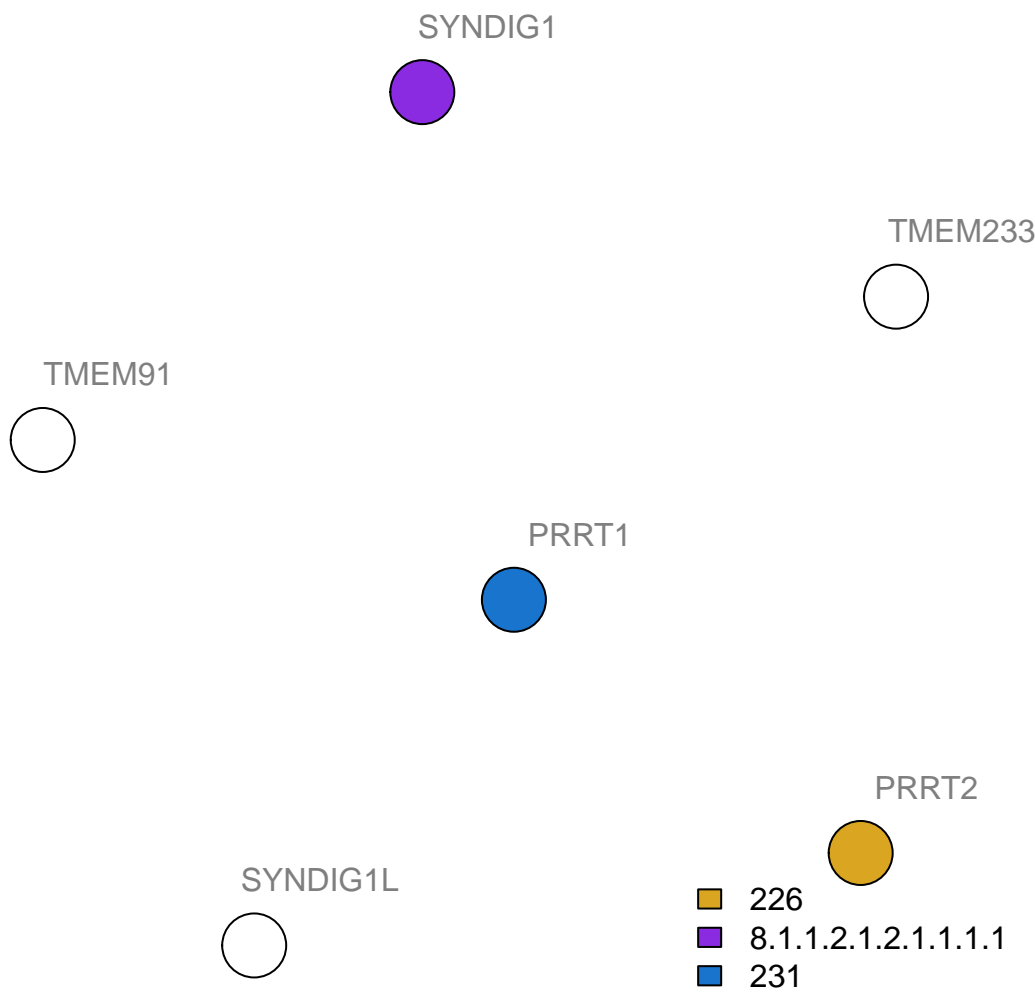 SYNDIG1
TMEM233
TMEM91
PRRT1
PRRT2
SYNDIG1L
226
8.1.1.2.1.2.1.1.1.1
231